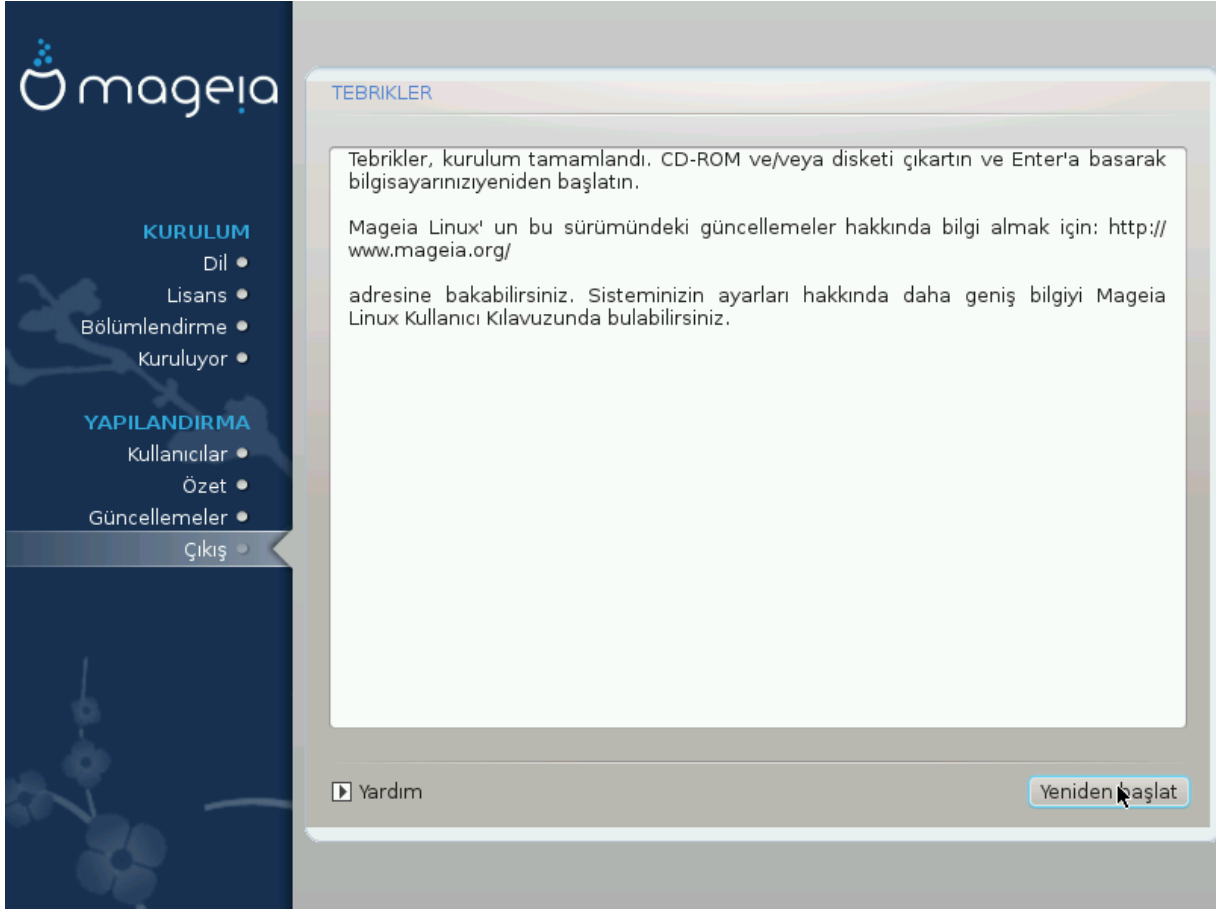 mageia
KURULUM
Dil
Lisans
Bölümlendirme
Kuruluyor
YAPILANDIRMA
Kullanıcılar
Özet
Güncellemeler
Çıkış
TEBRIKLER
Tebrikler, kurulum tamamlandı. CD-ROM ve/veya disketi çıkartın ve Enter'a basarak
bilgisayarınızıyeniden başlatın.
Mageia Linux' un bu sürümündeki güncellemeler hakkında bilgi almak için: http://
www.mageia.org/
adresine bakabilirsiniz. Sisteminizin ayarları hakkında daha geniş bilgiyi Mageia
Linux Kullanıcı Kılavuzunda bulabilirsiniz.
Yardım
Yeniden başlat